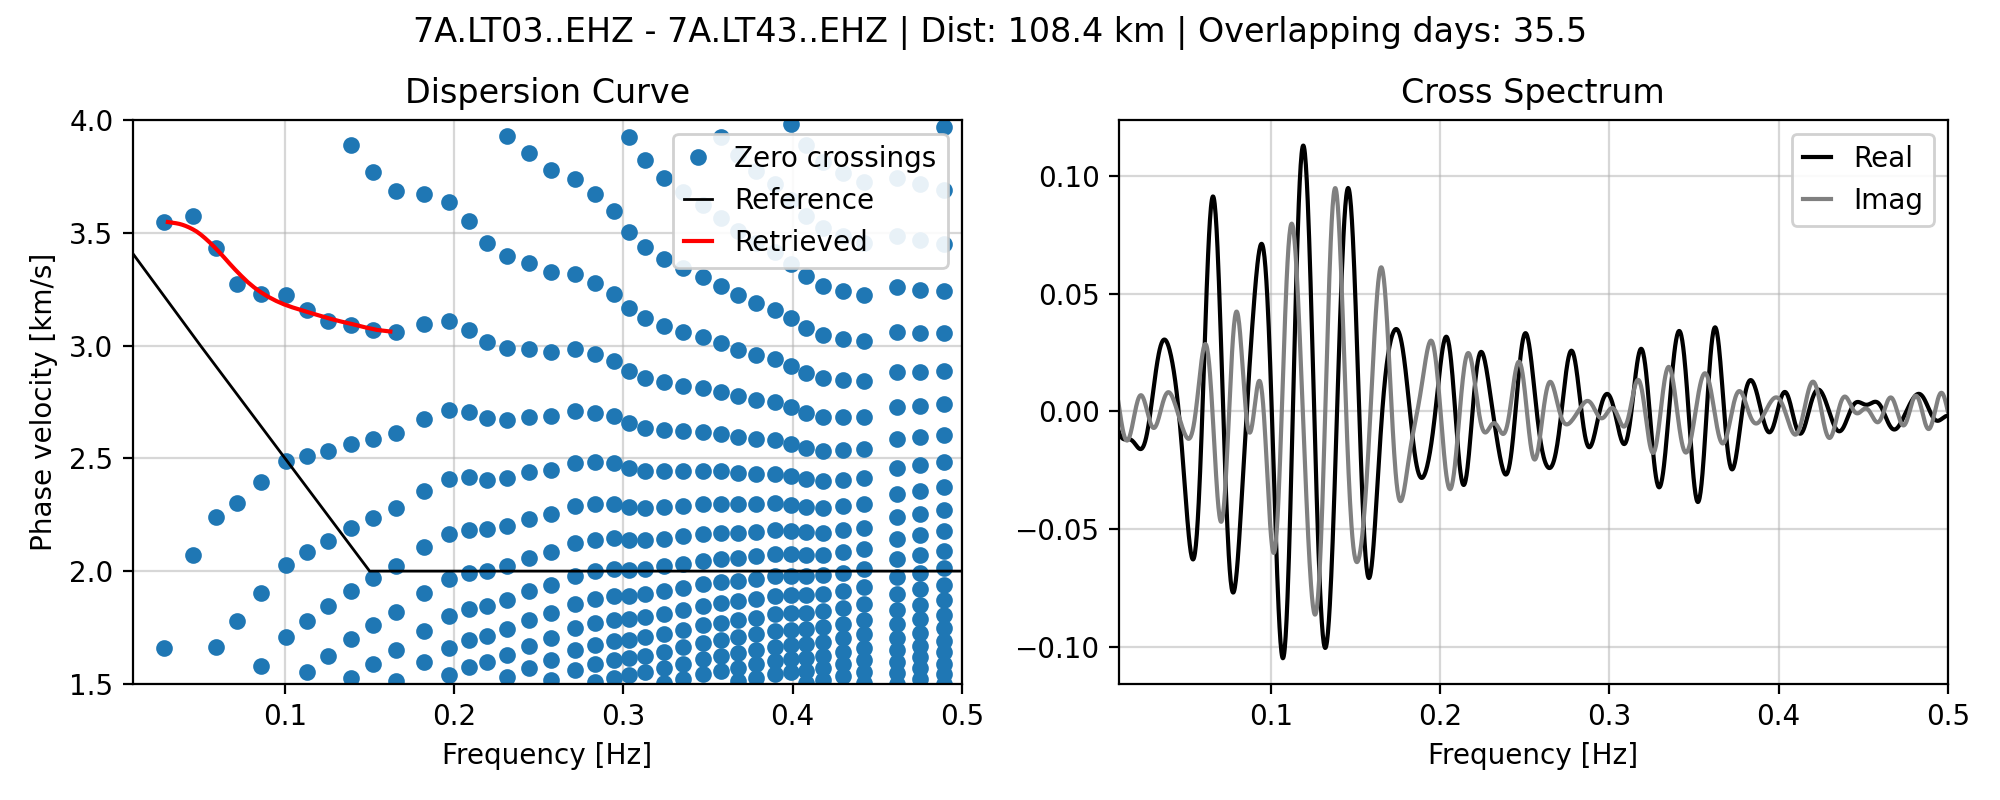 7A.LT03..EHZ - 7A.LT43..EHZ | Dist: 108.4 km | Overlapping days: 35.5
Dispersion Curve
Zero crossings
Reference
Retrieved
4.0
3.5
3.0
2.5
2.0
1.5
Phase velocity [km/s]
0.1 0.2 0.3 0.4 0.5
Frequency [Hz]
Cross Spectrum
Real
Imag
0.10
0.05
0.00
−0.05
−0.10
0.1 0.2 0.3 0.4 0.5
Frequency [Hz]